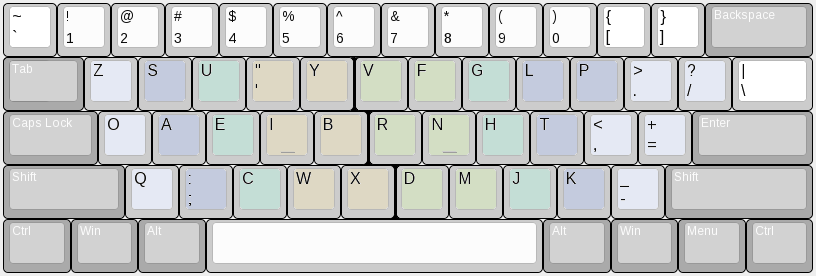 ~ ! @ # $ % ^ & * ( ) { } Backspace
` 1 2 3 4 5 6 7 8 9 0 [ ]
Tab Z S U " Y V F G L P > ? |
' . / \
Caps Lock O A E I B R N H T < + Enter
_ _ , =
Shift Q : C W X D M J K _ Shift
; -
Ctrl Win Alt Alt Win Menu Ctrl